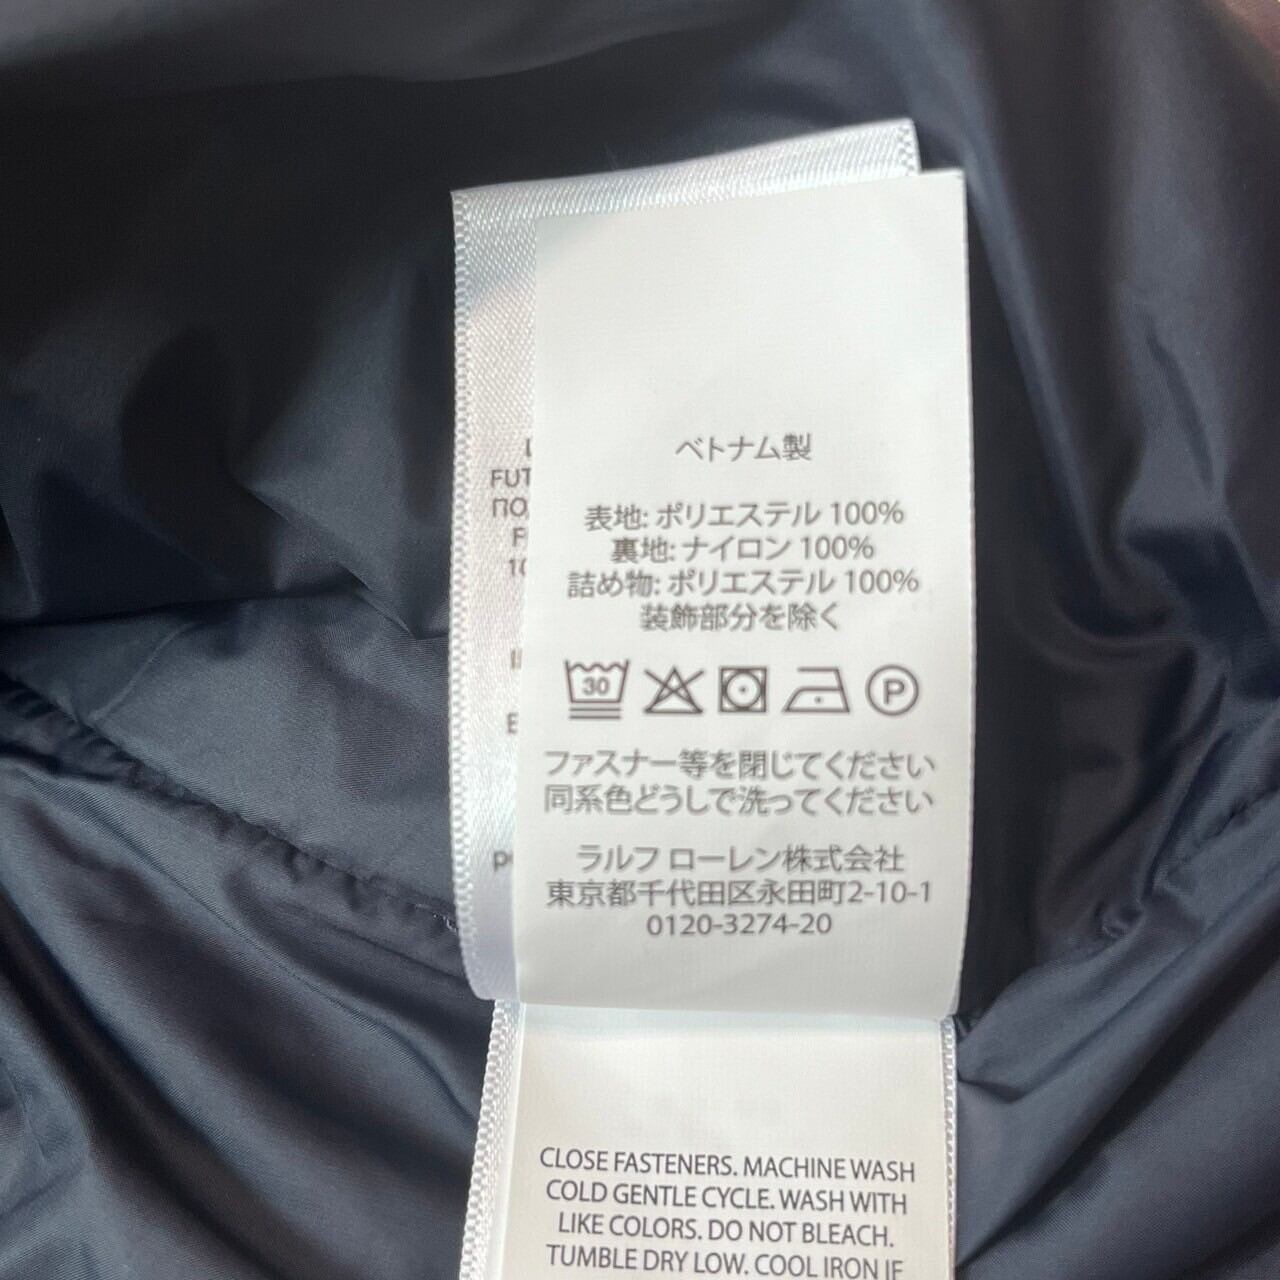 ベトナム製
表地: ポリエステル 100%
裏地: ナイロン 100%
詰め物: ポリエステル 100%
装飾部分を除く
30
P
ファスナー等を閉じてください
同系色どうしで洗ってください
ラルフ ローレン株式会社
東京都千代田区永田町2-10-1
0120-3274-20
CLOSE FASTENERS. MACHINE WASH
COLD GENTLE CYCLE. WASH WITH
LIKE COLORS. DO NOT BLEACH.
TUMBLE DRY LOW. COOL IRON IF